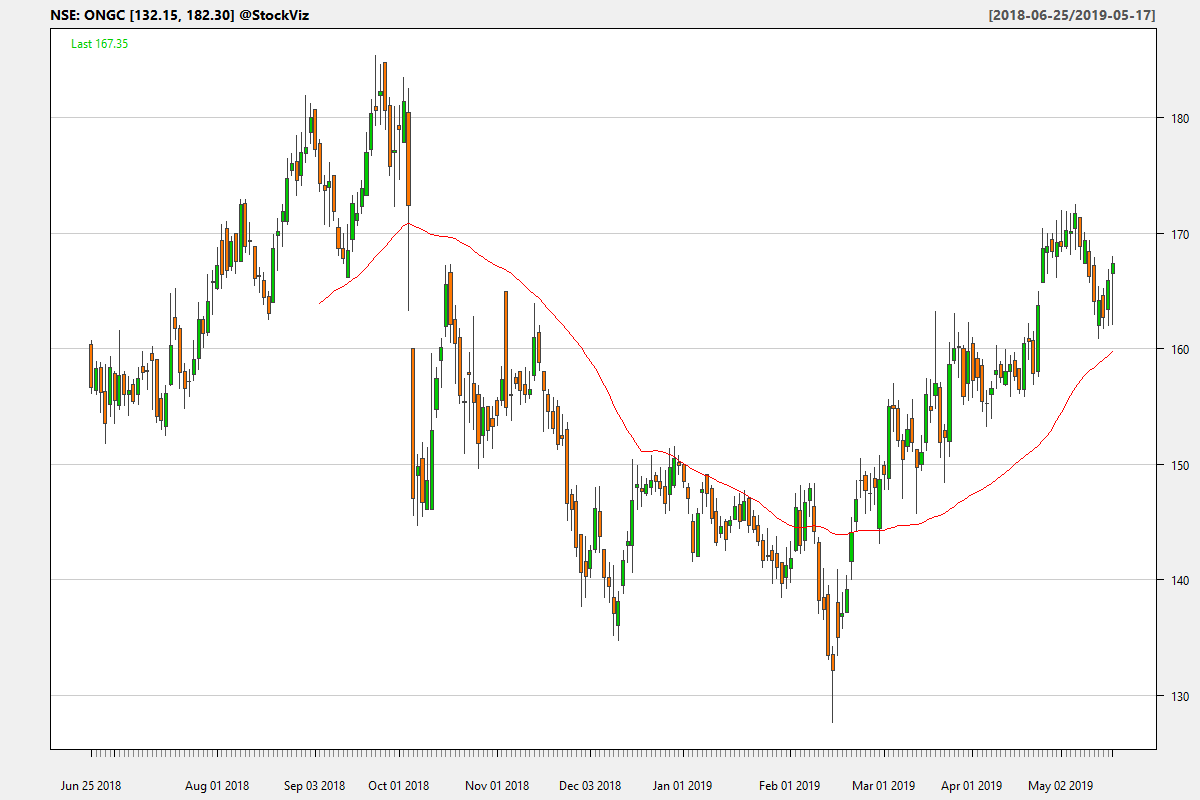 NSE: ONGC [132.15, 182.30] @StockViz
[2018-06-25/2019-05-17]
Last 167.35
180
170
160
150
140
130
Jun 25 2018
Aug 01 2018
Sep 03 2018
Oct 01 2018
Nov 01 2018
Dec 03 2018
Jan 01 2019
Feb 01 2019
Mar 01 2019
Apr 01 2019
May 02 2019